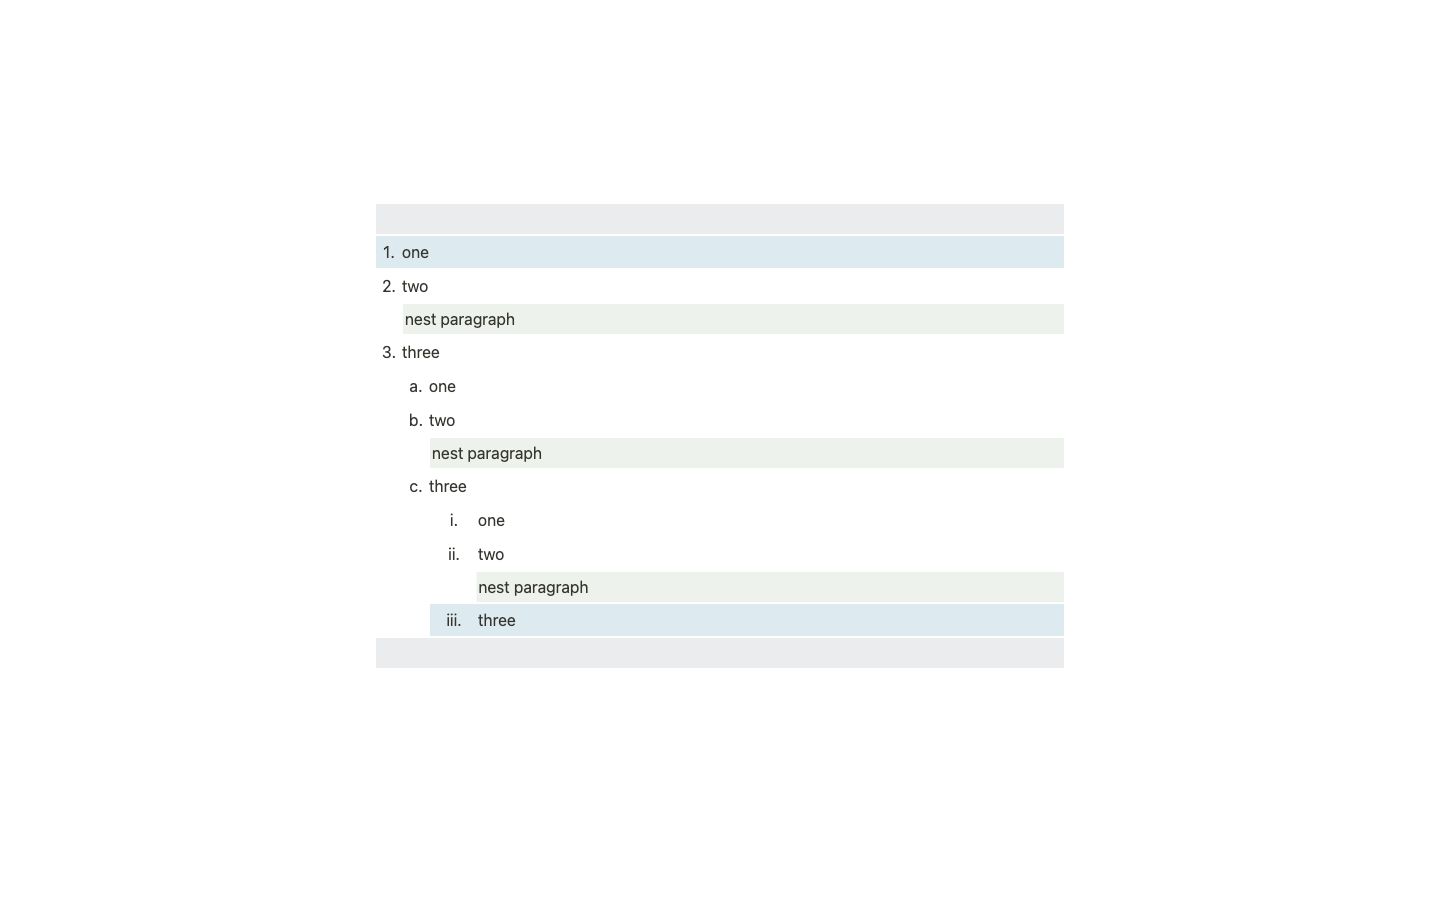 1. one
2. two
nest paragraph
3. three
a. one
b. two
nest paragraph
c. three
i. one
ii. two
nest paragraph
iii. three